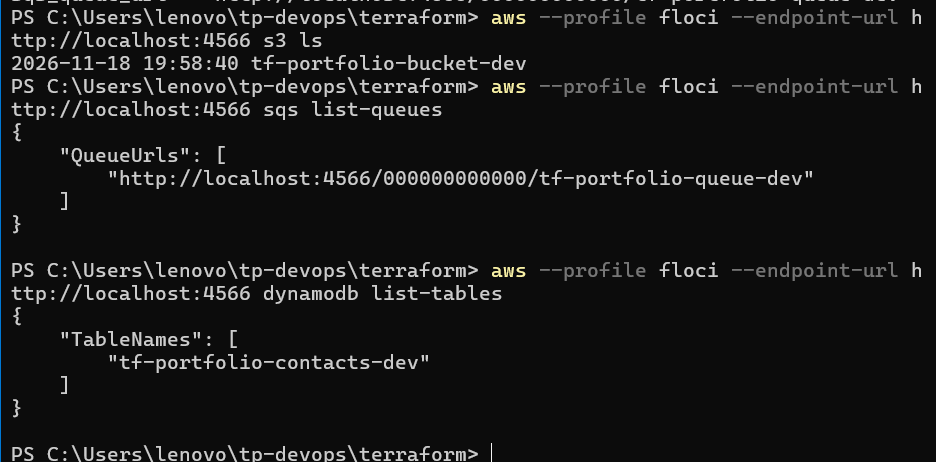 PS C:\Users\lenovo\tp-devops\terraform> aws --profile floci --endpoint-url h
ttp://localhost:4566 s3 ls
2026-11-18 19:58:40 tf-portfolio-bucket-dev
PS C:\Users\lenovo\tp-devops\terraform> aws --profile floci --endpoint-url h
ttp://localhost:4566 sqs list-queues
{
    "QueueUrls": [
        "http://localhost:4566/000000000000/tf-portfolio-queue-dev"
    ]
}

PS C:\Users\lenovo\tp-devops\terraform> aws --profile floci --endpoint-url h
ttp://localhost:4566 dynamodb list-tables
{
    "TableNames": [
        "tf-portfolio-contacts-dev"
    ]
}

PS C:\Users\lenovo\tp-devops\terraform>